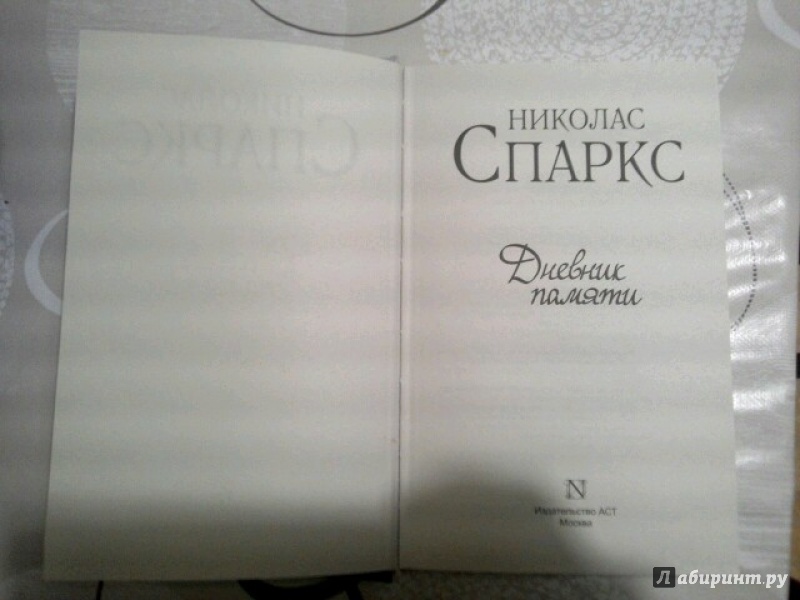 НИКОЛАС
СПАРКС
Дневник
памяти
N
Издательство АСТ
Москва
Лабиринт.ру